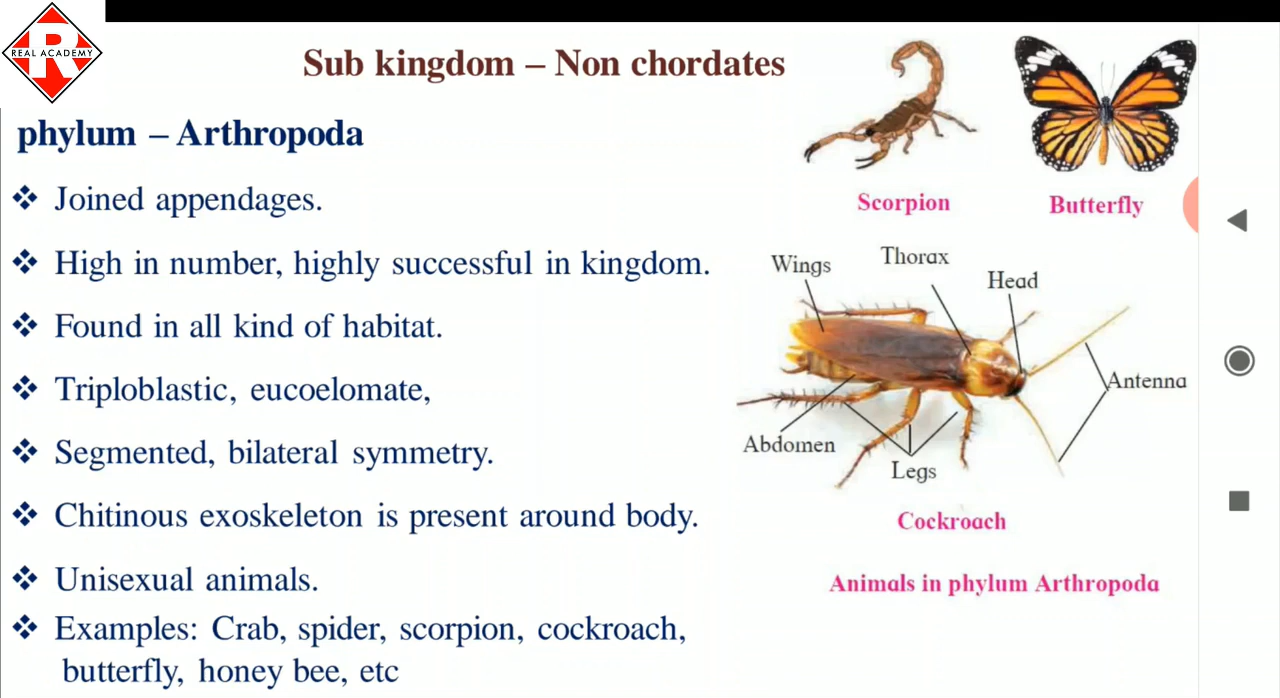 R
REAL ACADEMY
Sub kingdom – Non chordates
phylum – Arthropoda
❖ Joined appendages.
❖ High in number, highly successful in kingdom.
❖ Found in all kind of habitat.
❖ Triploblastic, eucoelomate,
❖ Segmented, bilateral symmetry.
❖ Chitinous exoskeleton is present around body.
❖ Unisexual animals.
❖ Examples: Crab, spider, scorpion, cockroach,
butterfly, honey bee, etc
Scorpion
Butterfly
Wings
Thorax
Head
Antenna
Abdomen
Legs
Cockroach
Animals in phylum Arthropoda